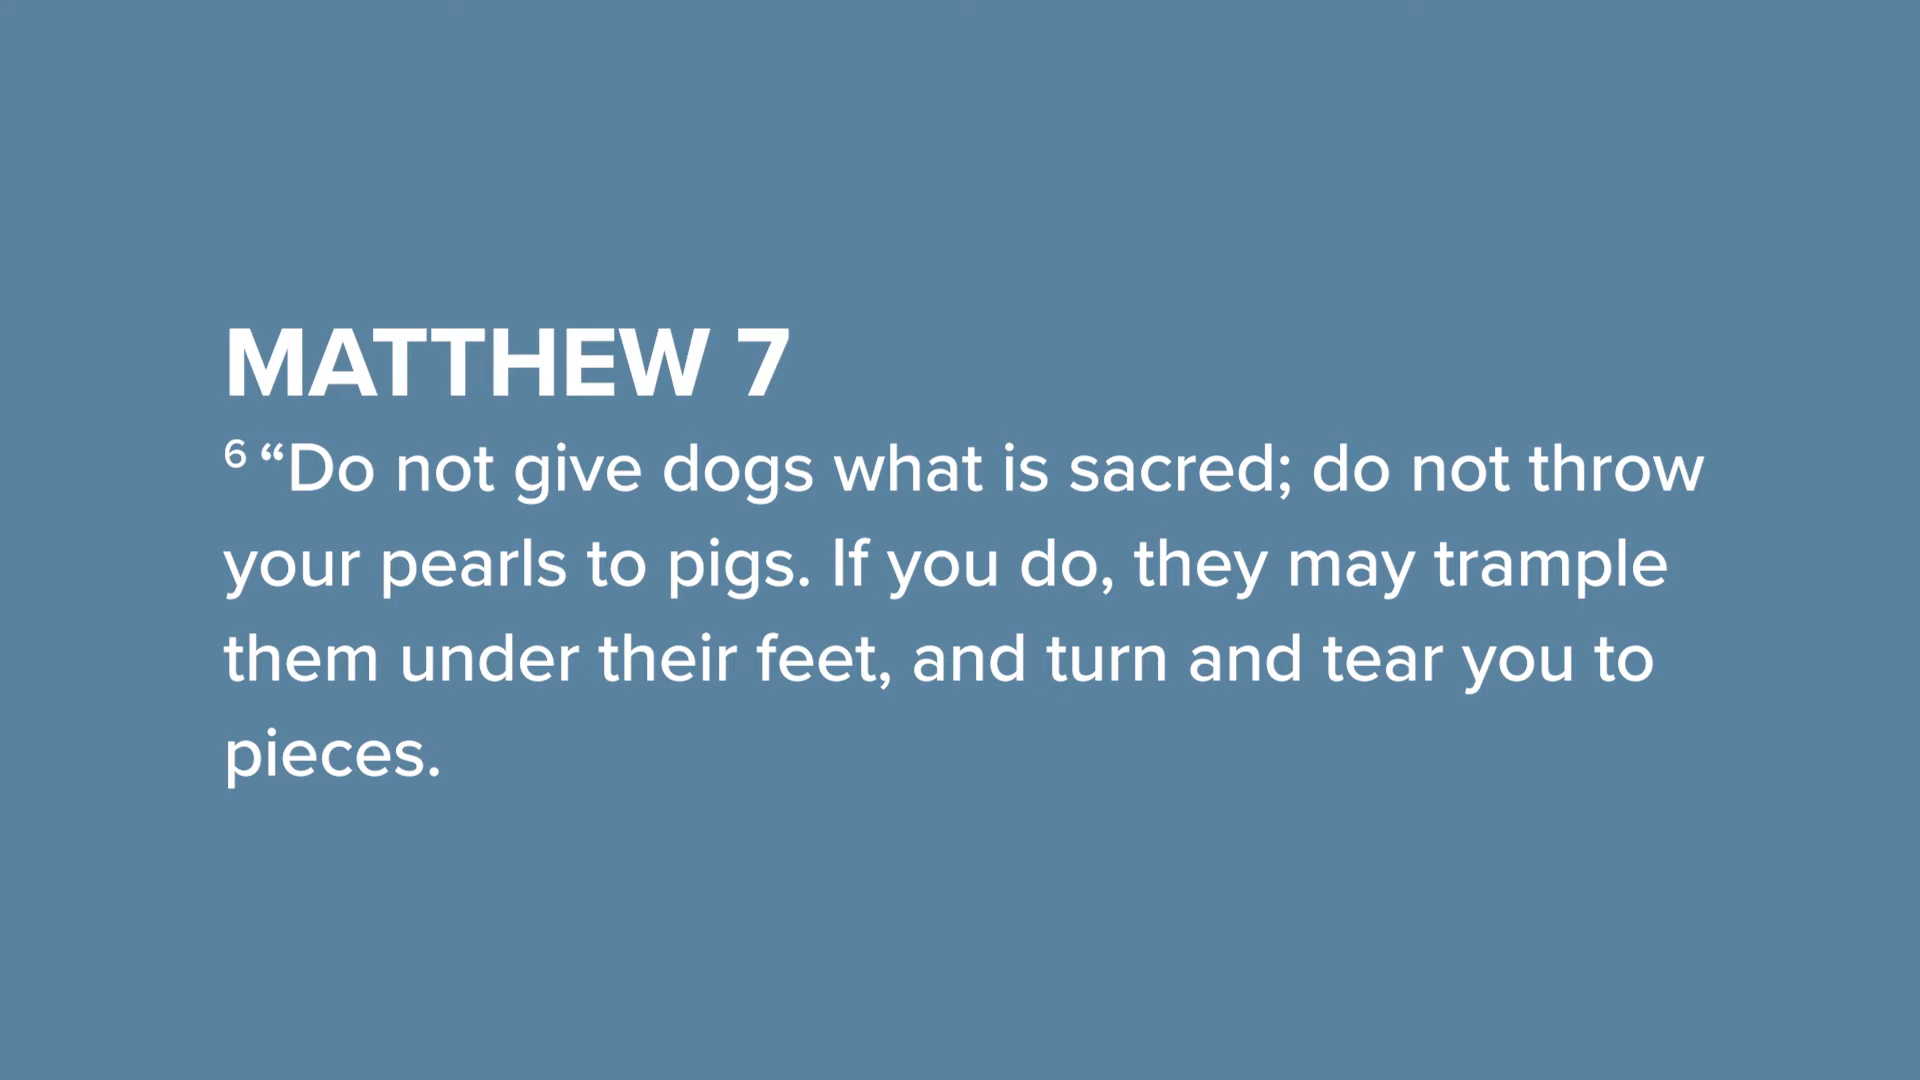 MATTHEW 7
6 “Do not give dogs what is sacred; do not throw
your pearls to pigs. If you do, they may trample
them under their feet, and turn and tear you to
pieces.